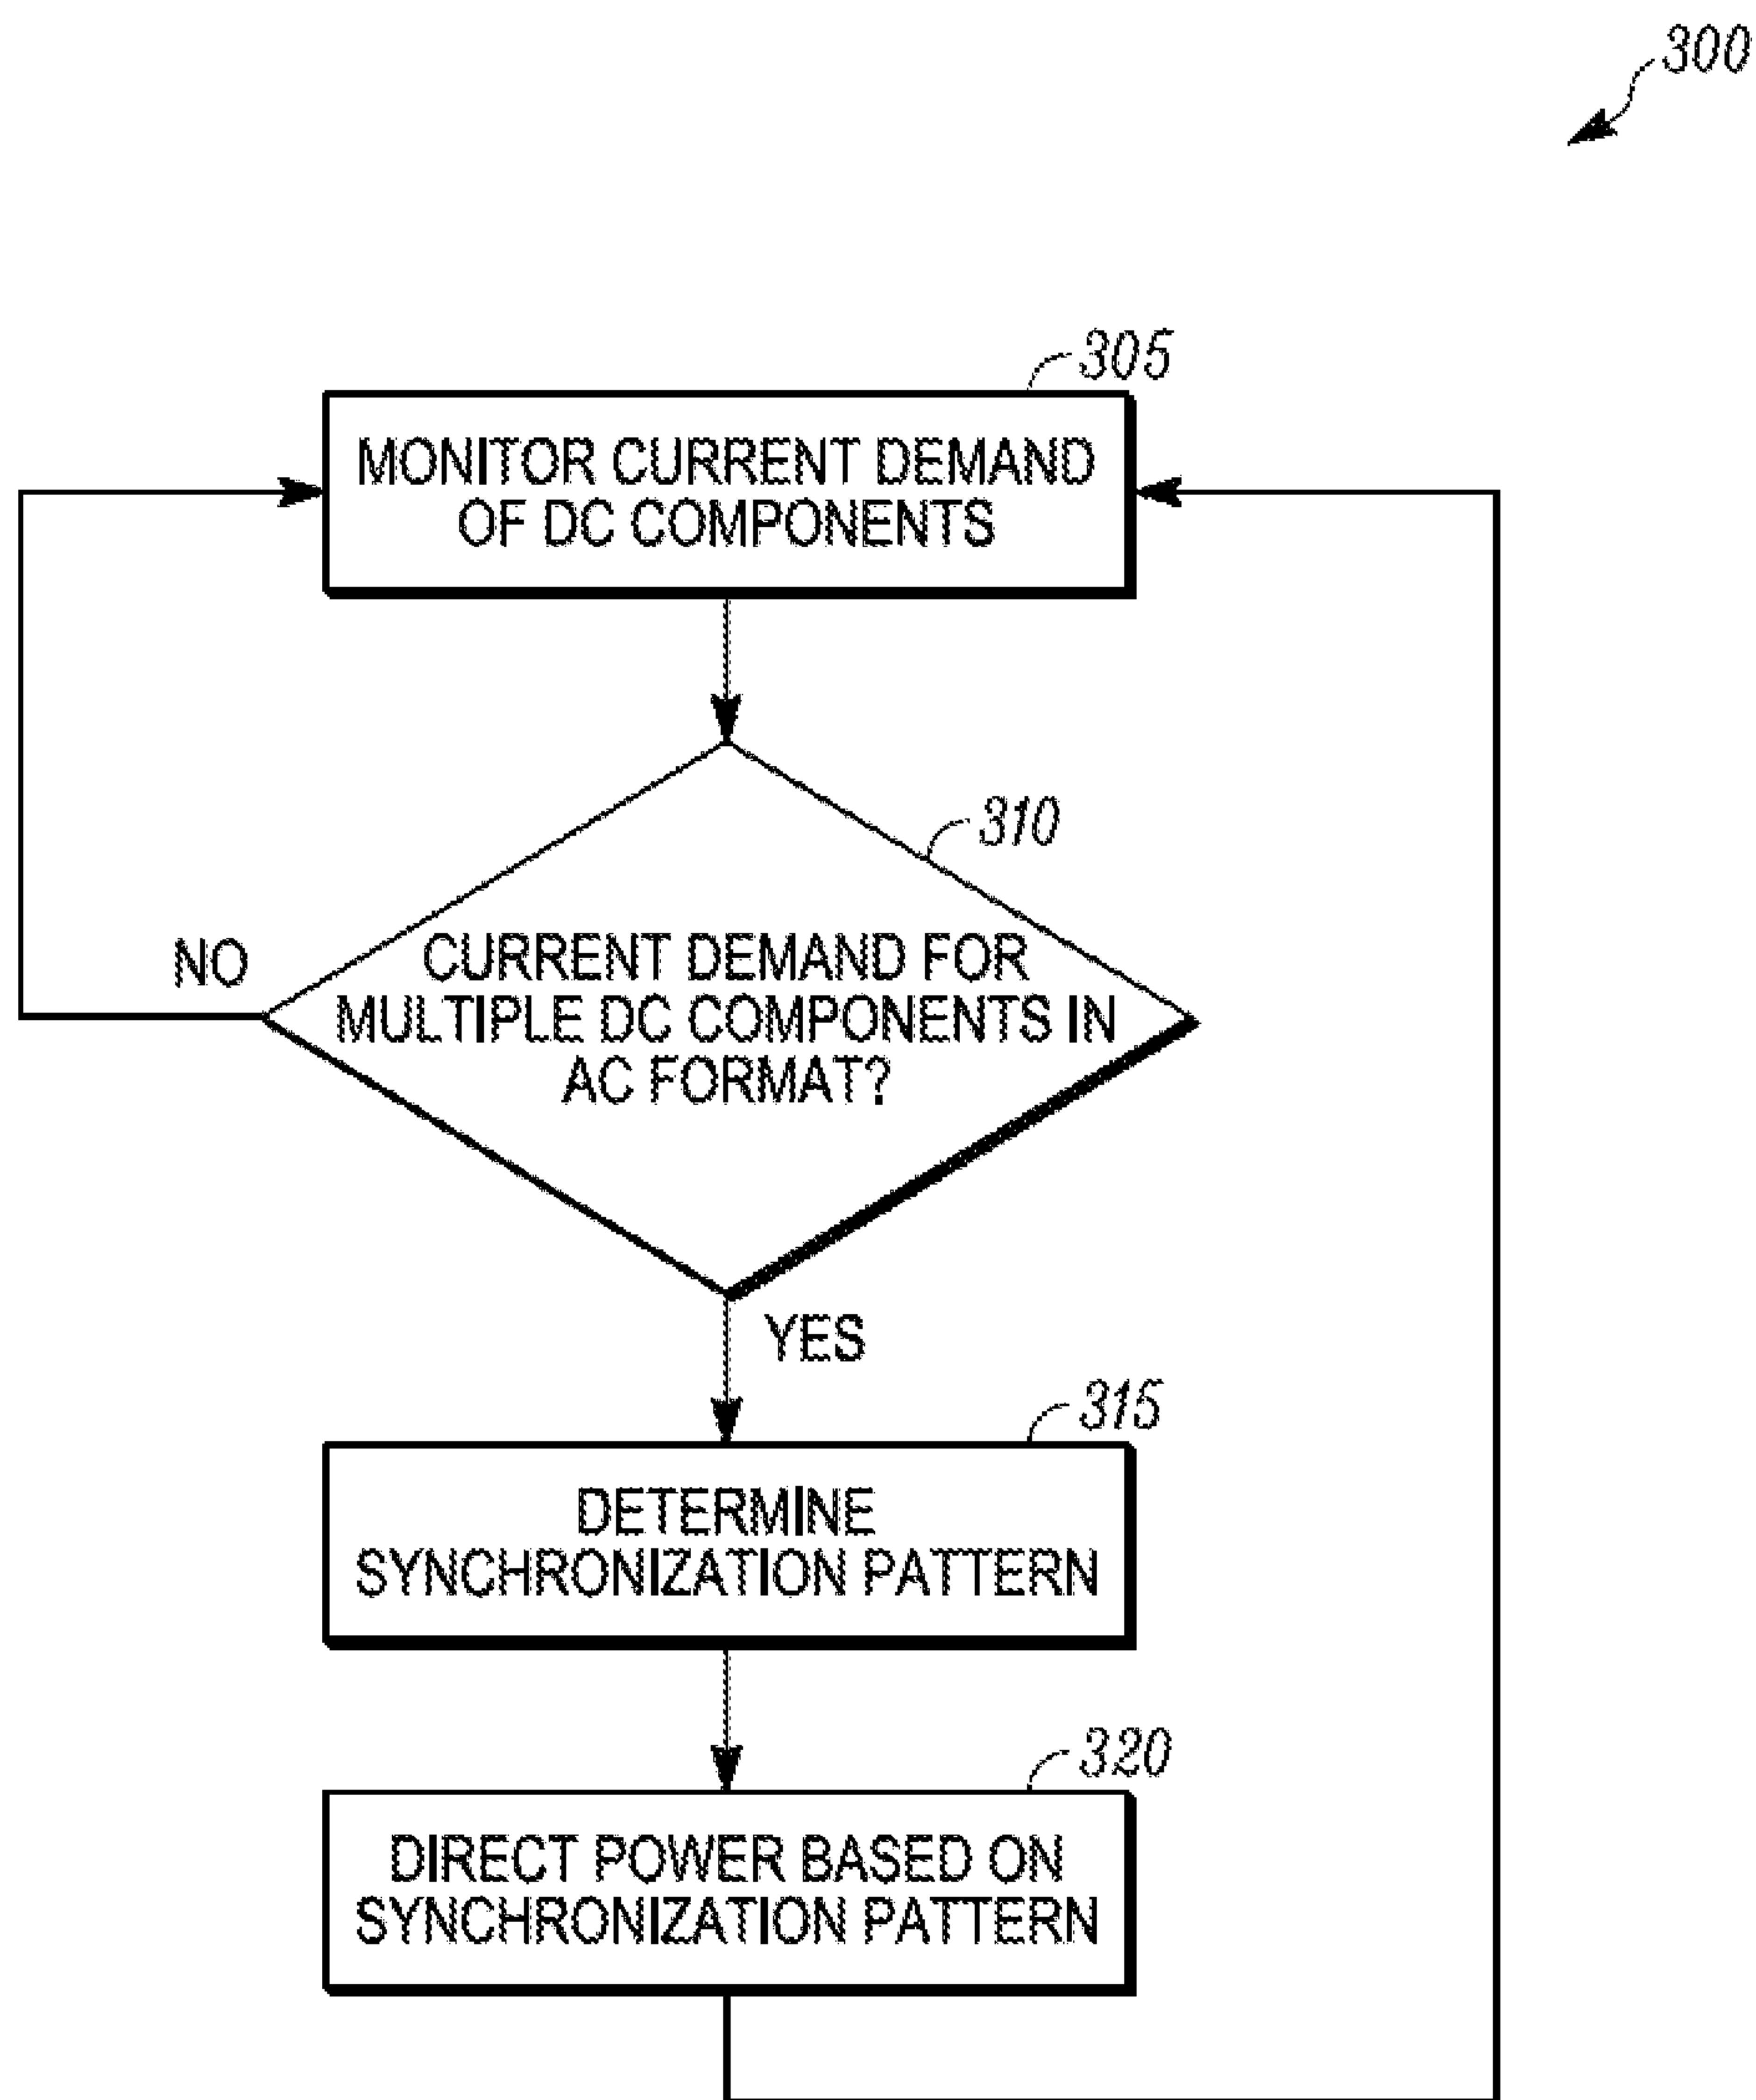 300
305
MONITOR CURRENT DEMAND
OF DC COMPONENTS
310
CURRENT DEMAND FOR
MULTIPLE DC COMPONENTS IN
AC FORMAT?
NO
YES
315
DETERMINE
SYNCHRONIZATION PATTERN
320
DIRECT POWER BASED ON
SYNCHRONIZATION PATTERN